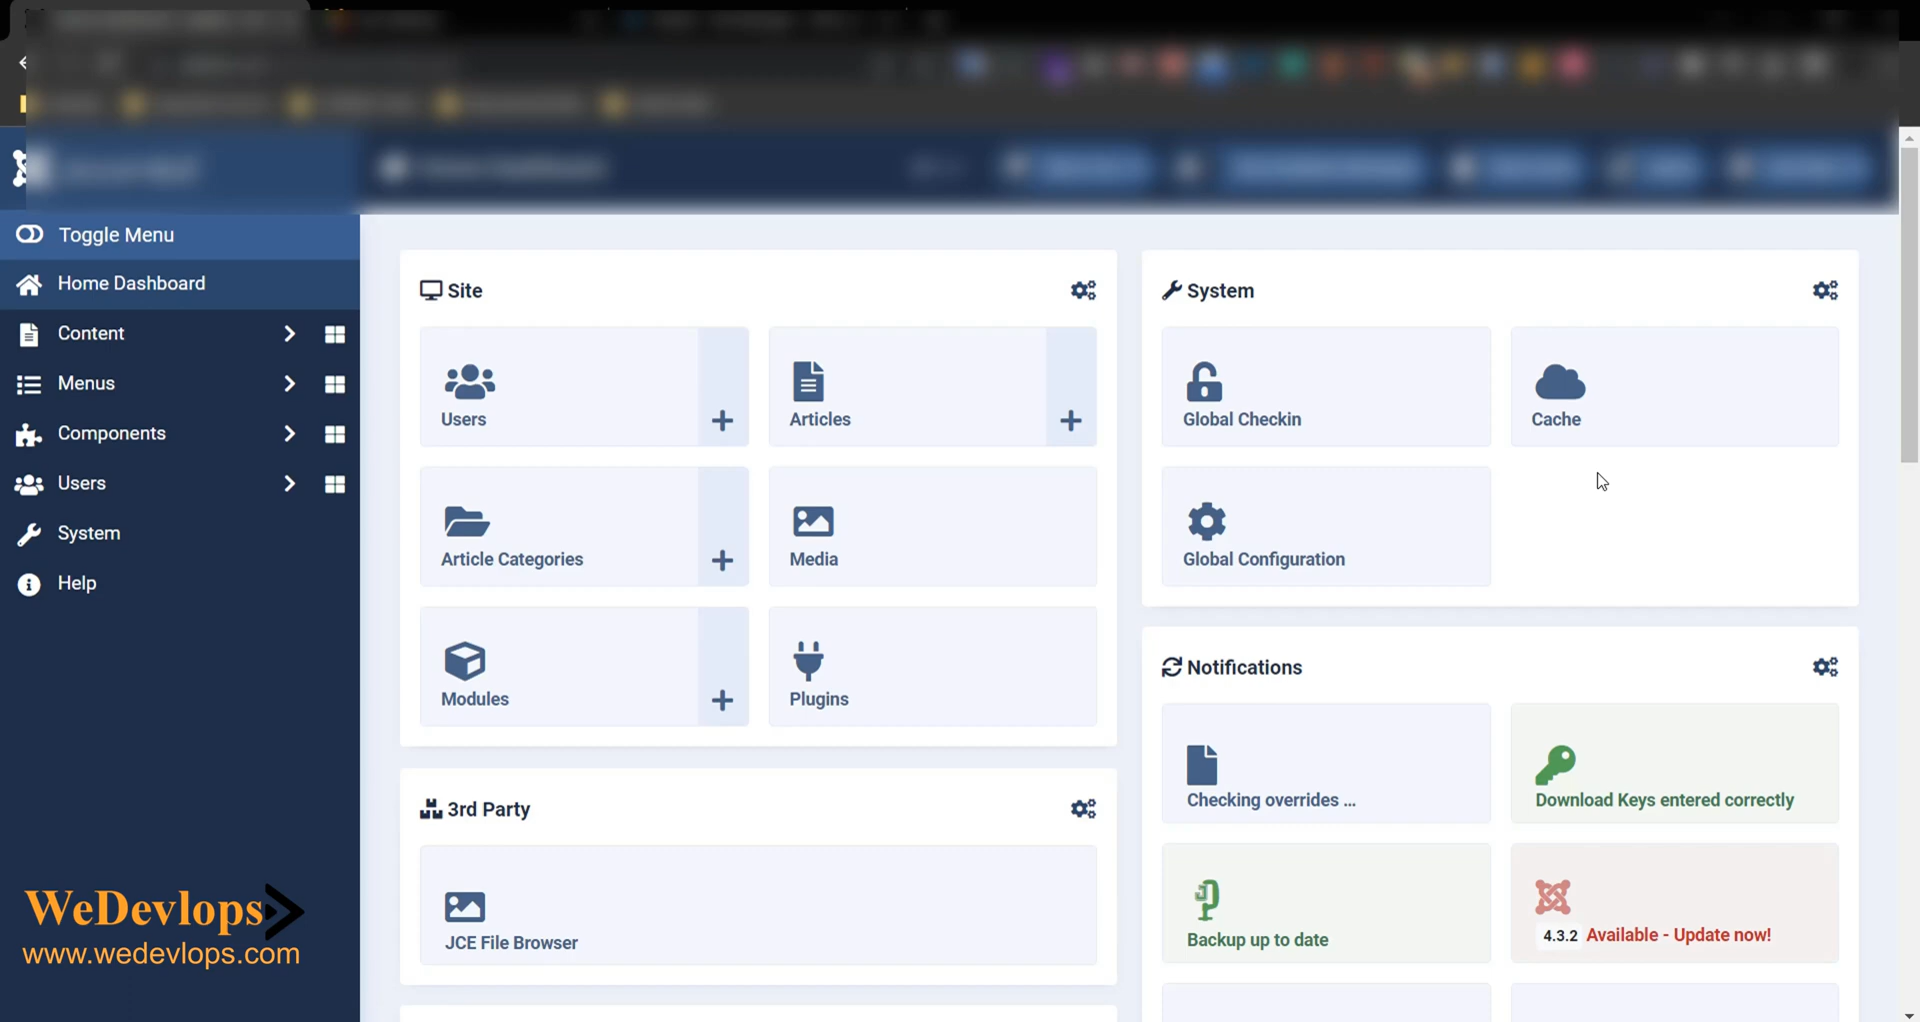 Toggle Menu
Home Dashboard
Content
Menus
Components
Users
System
Help
WeDevlops
www.wedevlops.com
Site
Users
Articles
Article Categories
Media
Modules
Plugins
3rd Party
JCE File Browser
System
Global Checkin
Cache
Global Configuration
Notifications
Checking overrides ...
Download Keys entered correctly
Backup up to date
4.3.2 Available - Update now!